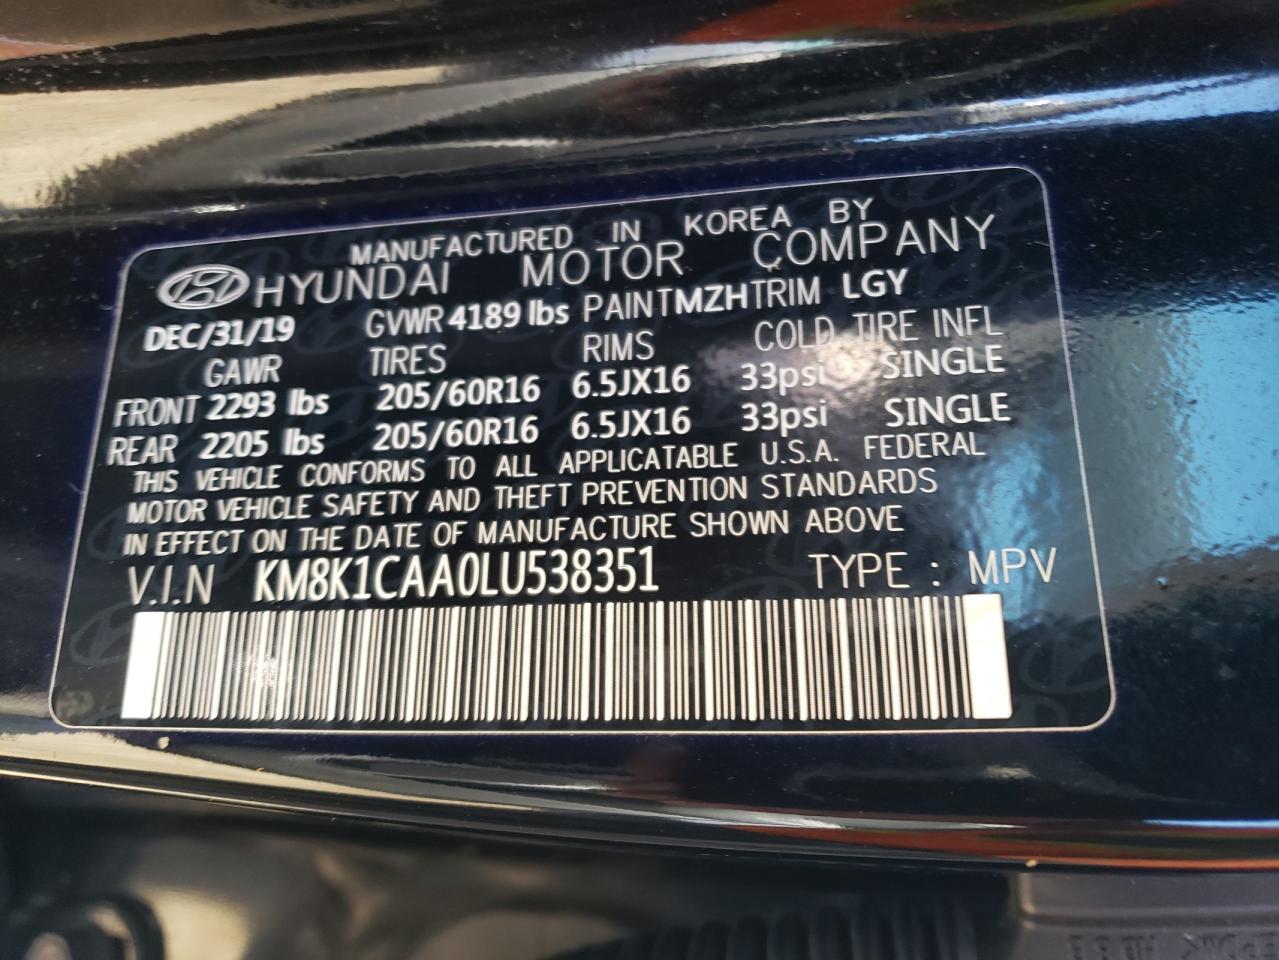 MANUFACTURED IN KOREA BY
HYUNDAI MOTOR COMPANY
DEC/31/19 GVWR 4189 lbs PAINT MZH TRIM LGY
GAWR TIRES RIMS COLD TIRE INFL
FRONT 2293 lbs 205/60R16 6.5JX16 33psi SINGLE
REAR 2205 lbs 205/60R16 6.5JX16 33psi SINGLE
THIS VEHICLE CONFORMS TO ALL APPLICATABLE U.S.A. FEDERAL
MOTOR VEHICLE SAFETY AND THEFT PREVENTION STANDARDS
IN EFFECT ON THE DATE OF MANUFACTURE SHOWN ABOVE
V.I.N KM8K1CAA0LU538351 TYPE : MPV